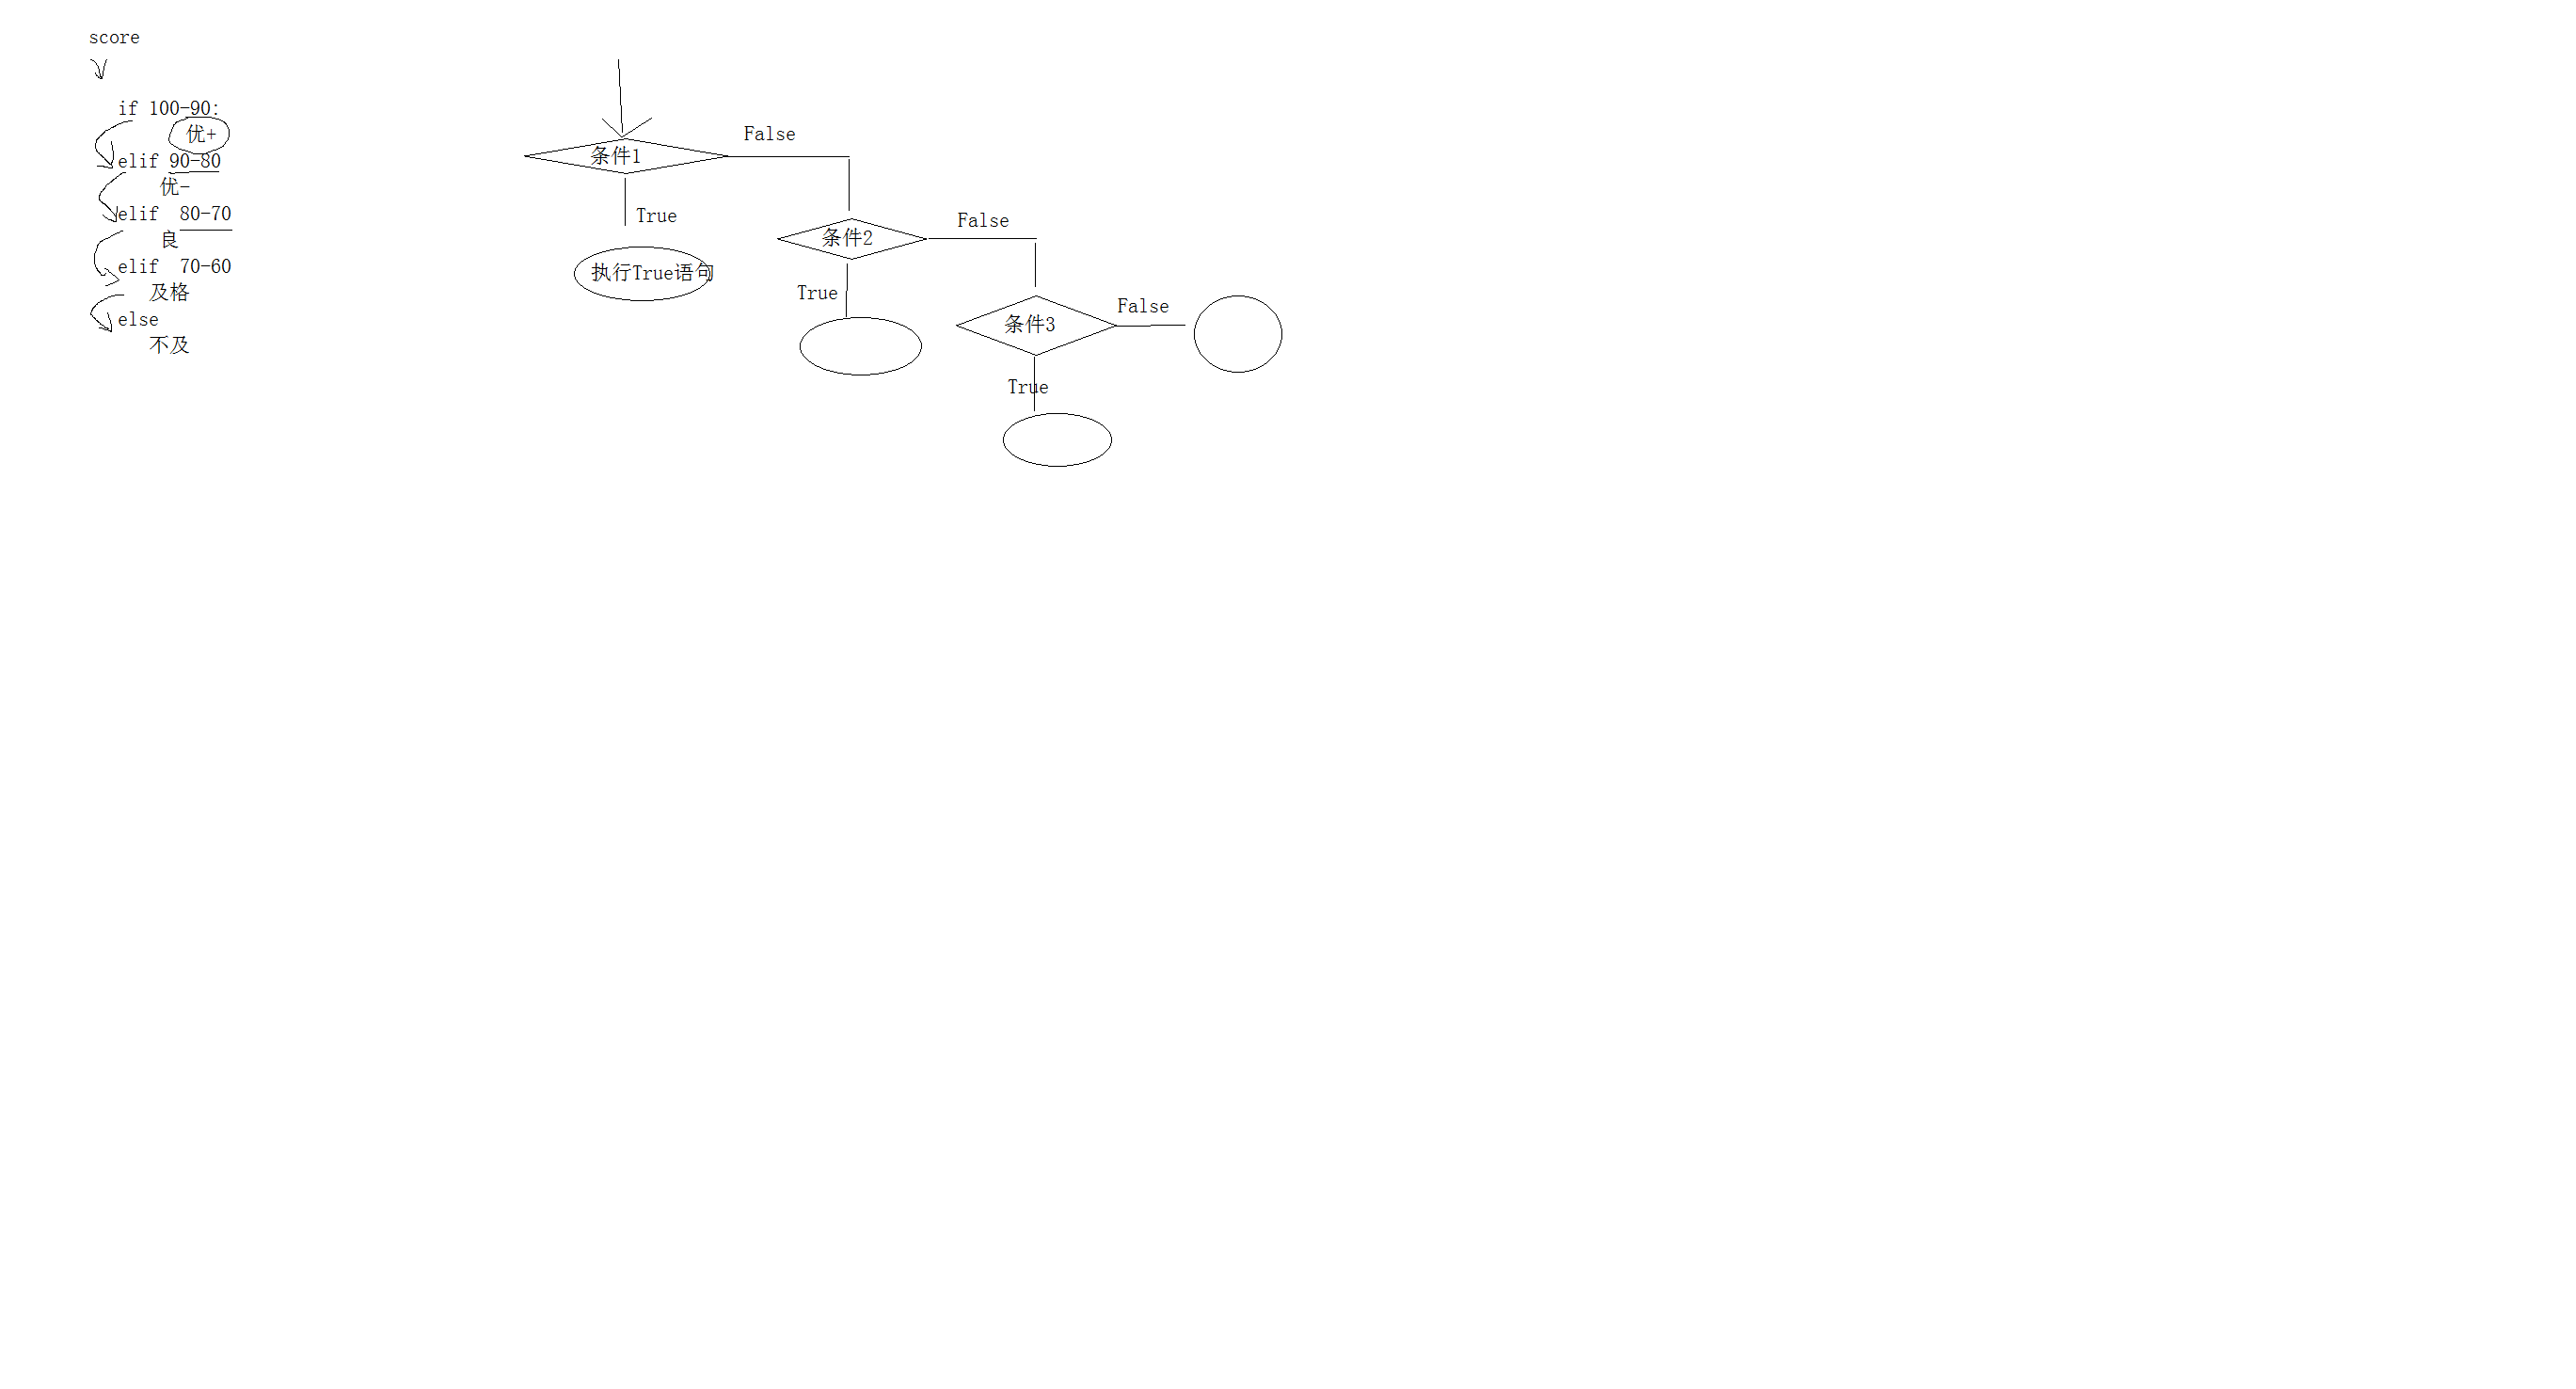 score
if 100-90:
优+
elif 90-80
优-
elif 80-70
良
elif 70-60
及格
else
不及
False
条件1
True
执行True语句
False
条件2
True
False
条件3
True